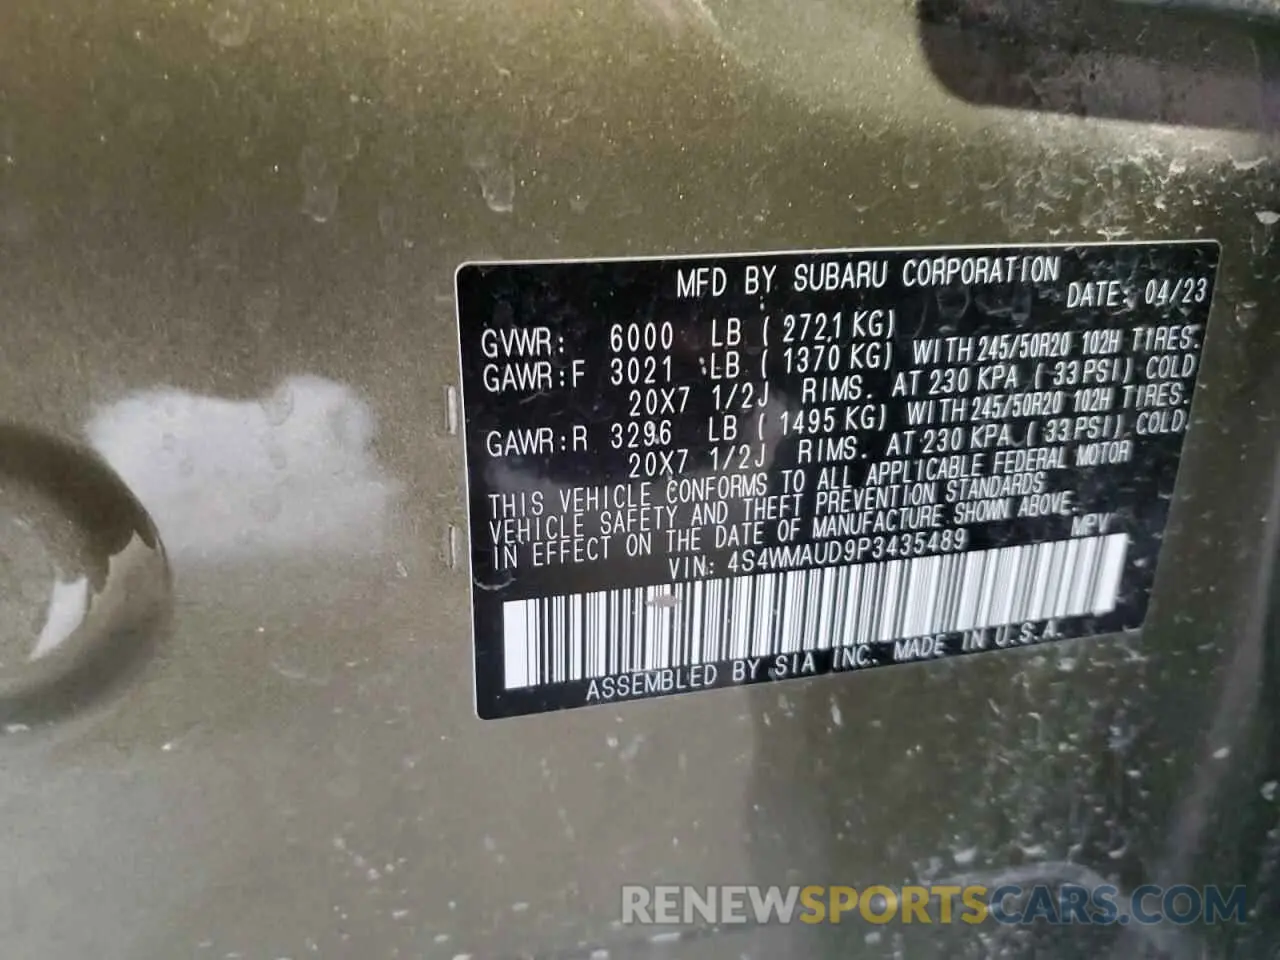 MFD BY SUBARU CORPORATION
DATE: 04/23
GVWR: 6000 LB ( 2721 KG)
GAWR:F 3021 LB ( 1370 KG) WITH 245/50R20 102H TIRES.
20X7 1/2J RIMS. AT 230 KPA ( 33 PSI) COLD
GAWR:R 3296 LB ( 1495 KG) WITH 245/50R20 102H TIRES.
20X7 1/2J RIMS. AT 230 KPA ( 33 PSI) COLD.
THIS VEHICLE CONFORMS TO ALL APPLICABLE FEDERAL MOTOR
VEHICLE SAFETY AND THEFT PREVENTION STANDARDS
IN EFFECT ON THE DATE OF MANUFACTURE SHOWN ABOVE.
VIN: 4S4WMAUD9P3435489 MPV
ASSEMBLED BY SIA INC. MADE IN U.S.A.
RENEWSPORTSCARS.COM